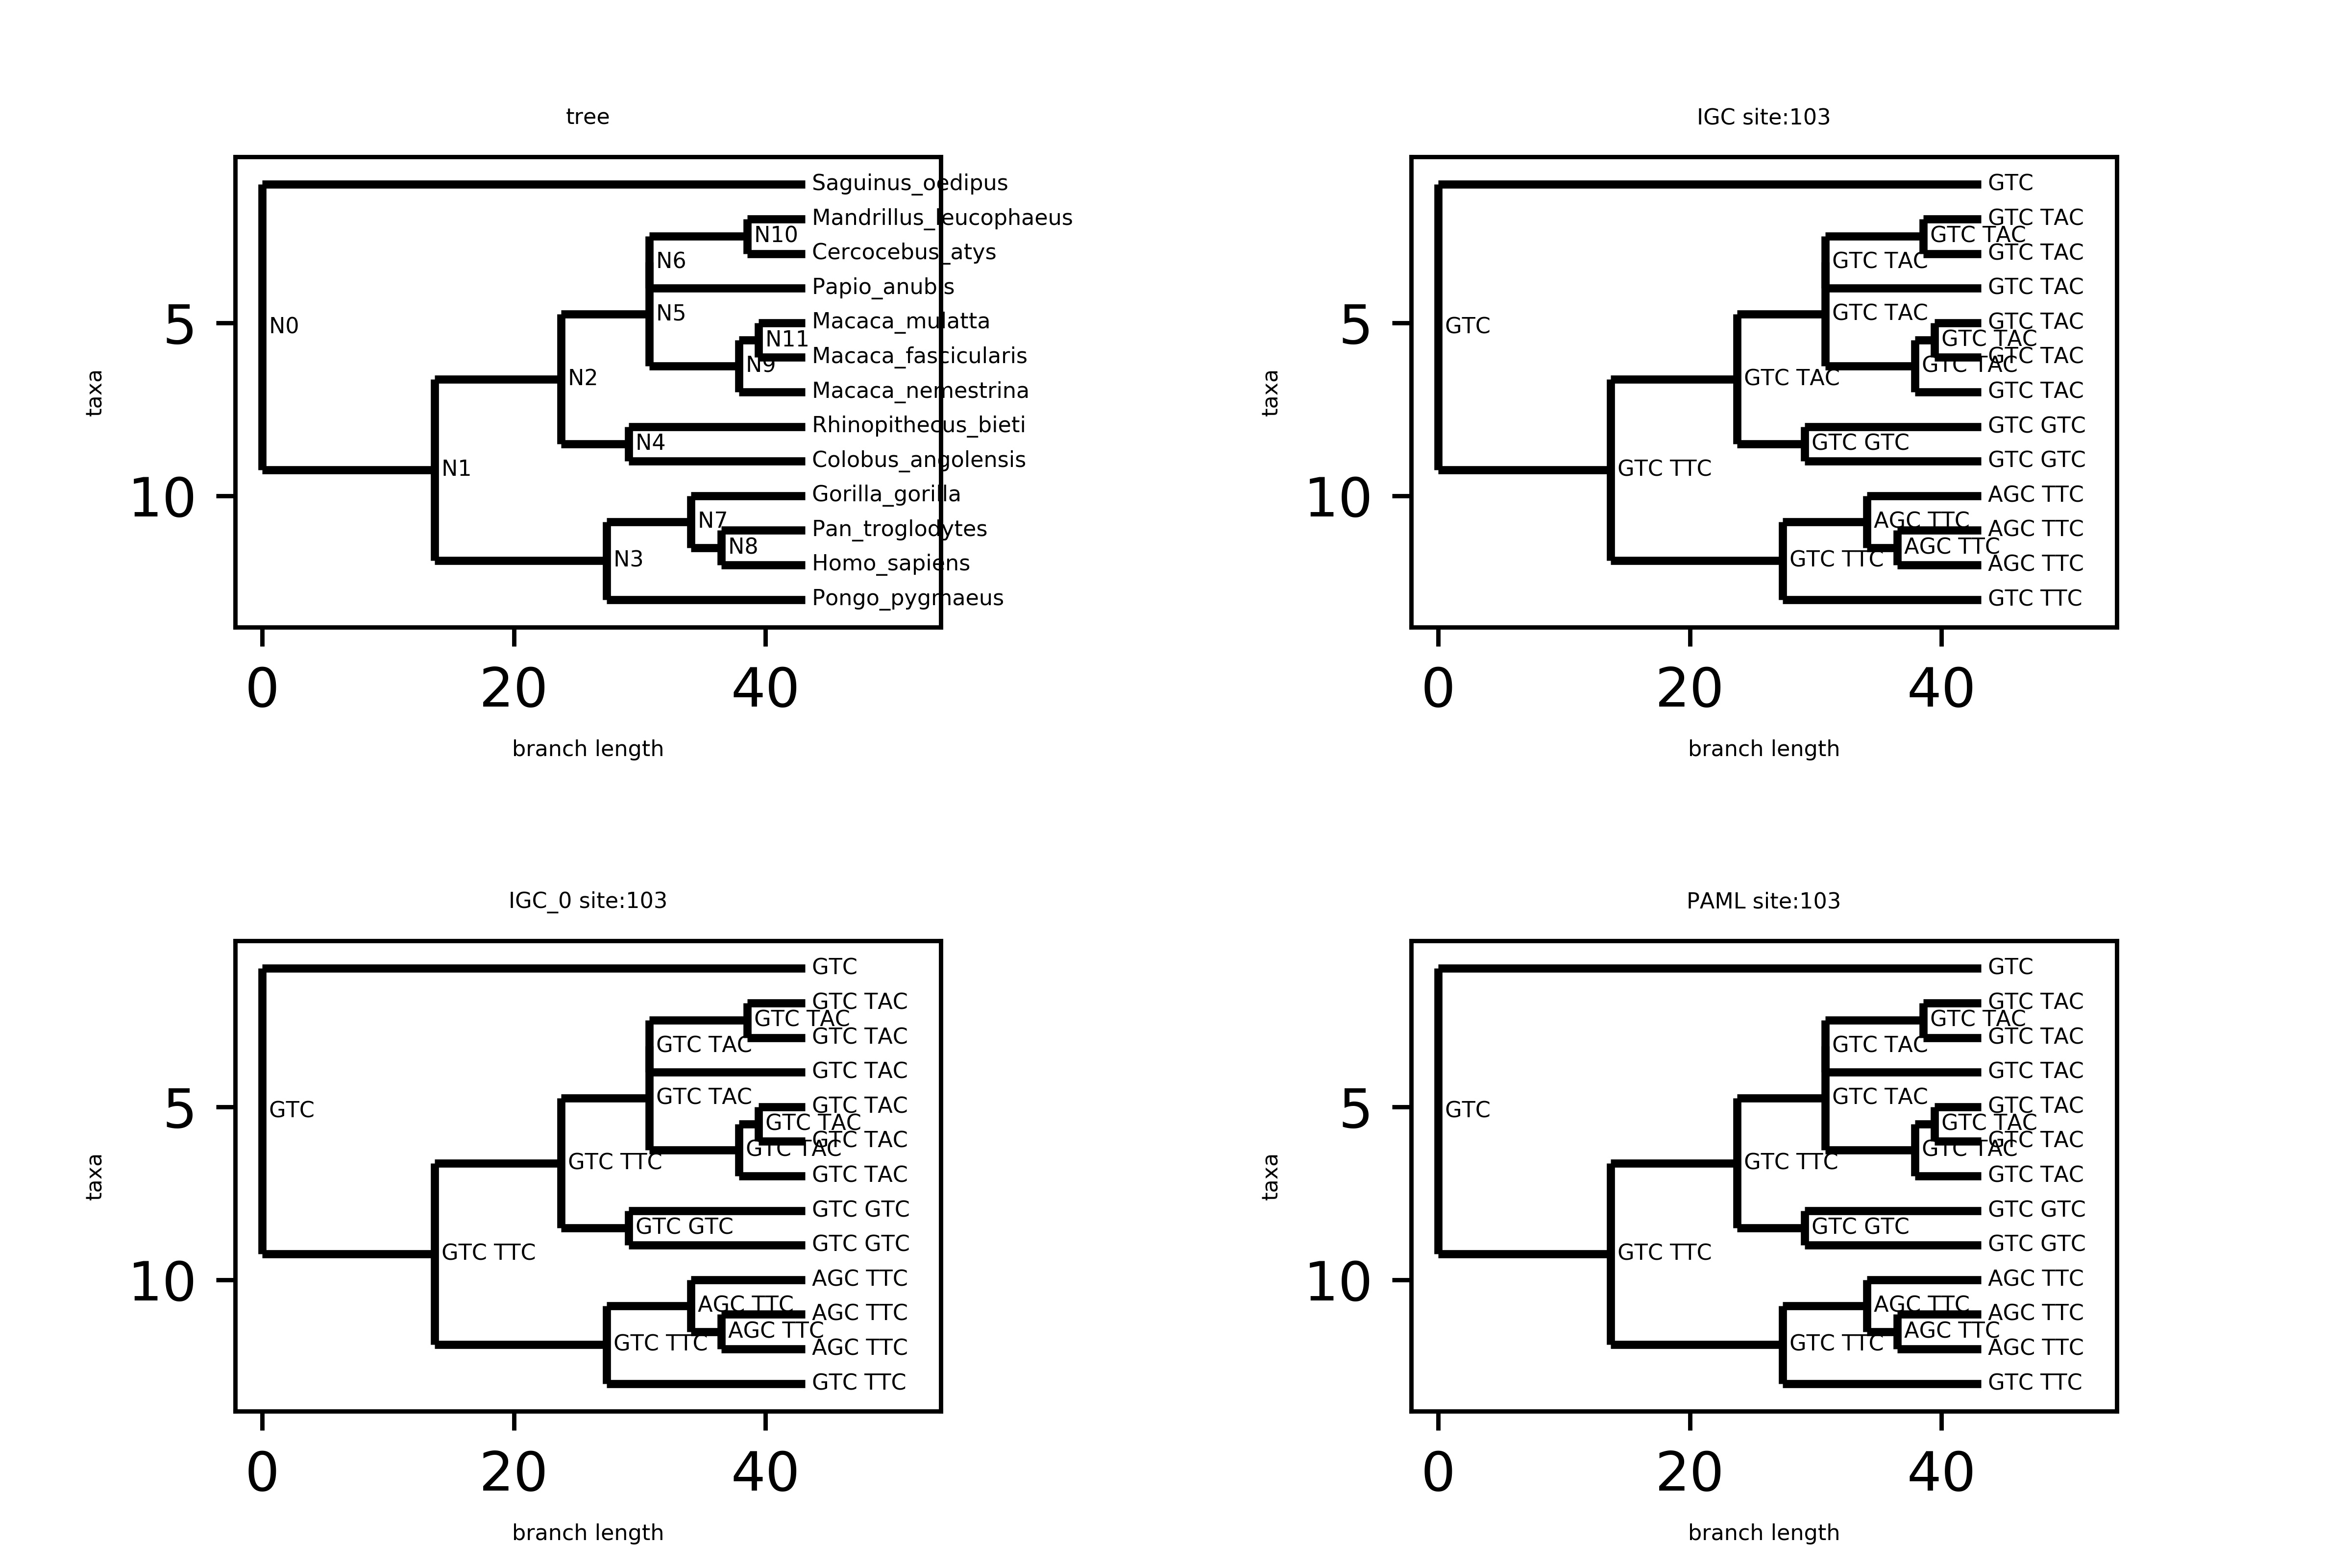 tree
Saguinus_oedipus
Mandrillus_leucophaeus
N10
Cercocebus_atys
N6
Papio_anubis
N5
Macaca_mulatta
N0
N11
Macaca_fascicularis
N9
N2
Macaca_nemestrina
Rhinopithecus_bieti
N4
Colobus_angolensis
N1
Gorilla_gorilla
N7
Pan_troglodytes
N8
N3
Homo_sapiens
Pongo_pygmaeus
5
10
taxa
0 20 40
branch length
IGC site:103
GTC
GTC TAC
GTC TAC
GTC TAC
GTC TAC
GTC TAC
GTC TAC
GTC TAC
GTC
GTC TAC
GTC TAC
GTC TAC
GTC TAC
GTC TAC
GTC GTC
GTC GTC
GTC GTC
GTC TTC
AGC TTC
AGC TTC
AGC TTC
AGC TTC
GTC TTC
AGC TTC
GTC TTC
5
10
taxa
0 20 40
branch length
IGC_0 site:103
GTC
GTC TAC
GTC TAC
GTC TAC
GTC TAC
GTC TAC
GTC TAC
GTC TAC
GTC
GTC TAC
GTC TAC
GTC TAC
GTC TTC
GTC TAC
GTC GTC
GTC GTC
GTC GTC
GTC TTC
AGC TTC
AGC TTC
AGC TTC
AGC TTC
GTC TTC
AGC TTC
GTC TTC
5
10
taxa
0 20 40
branch length
PAML site:103
GTC
GTC TAC
GTC TAC
GTC TAC
GTC TAC
GTC TAC
GTC TAC
GTC TAC
GTC
GTC TAC
GTC TAC
GTC TAC
GTC TTC
GTC TAC
GTC GTC
GTC GTC
GTC GTC
GTC TTC
AGC TTC
AGC TTC
AGC TTC
AGC TTC
GTC TTC
AGC TTC
GTC TTC
5
10
taxa
0 20 40
branch length